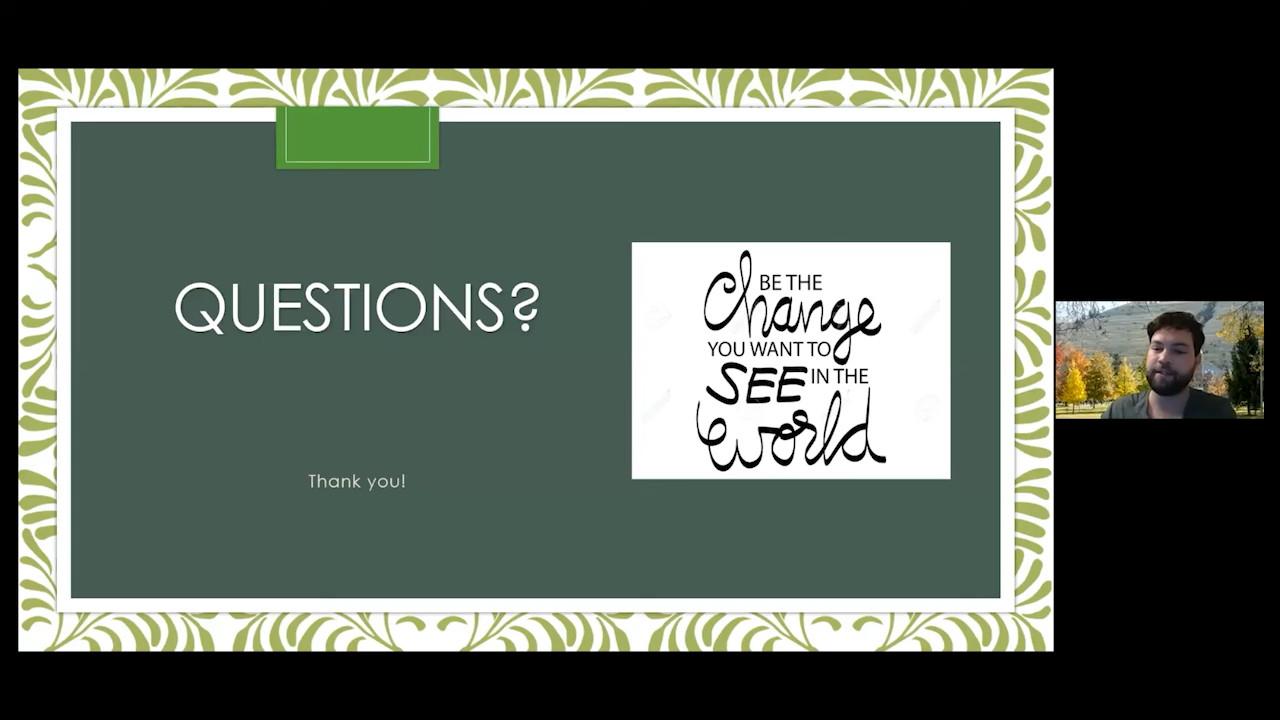 QUESTIONS?
Thank you!
BE THE
change
YOU WANT TO
SEE IN THE
world